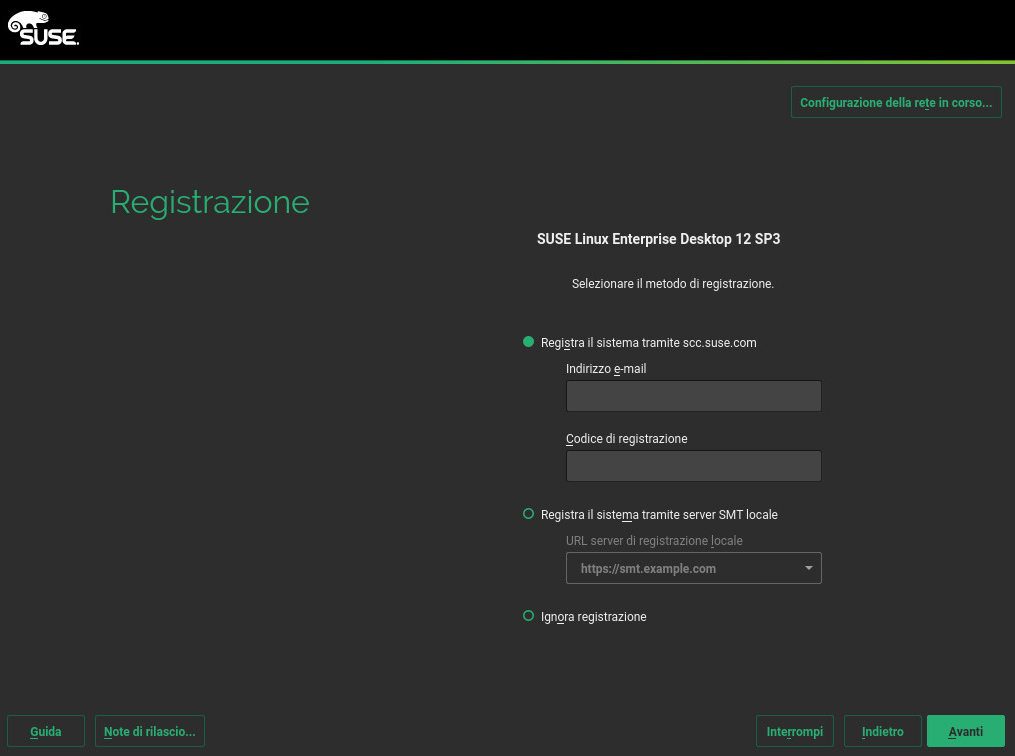 SUSE.
Configurazione della rete in corso...
Registrazione
SUSE Linux Enterprise Desktop 12 SP3
Selezionare il metodo di registrazione.
Registra il sistema tramite scc.suse.com
Indirizzo e-mail
Codice di registrazione
Registra il sistema tramite server SMT locale
URL server di registrazione locale
https://smt.example.com
Ignora registrazione
Guida
Note di rilascio...
Interrompi
Indietro
Avanti